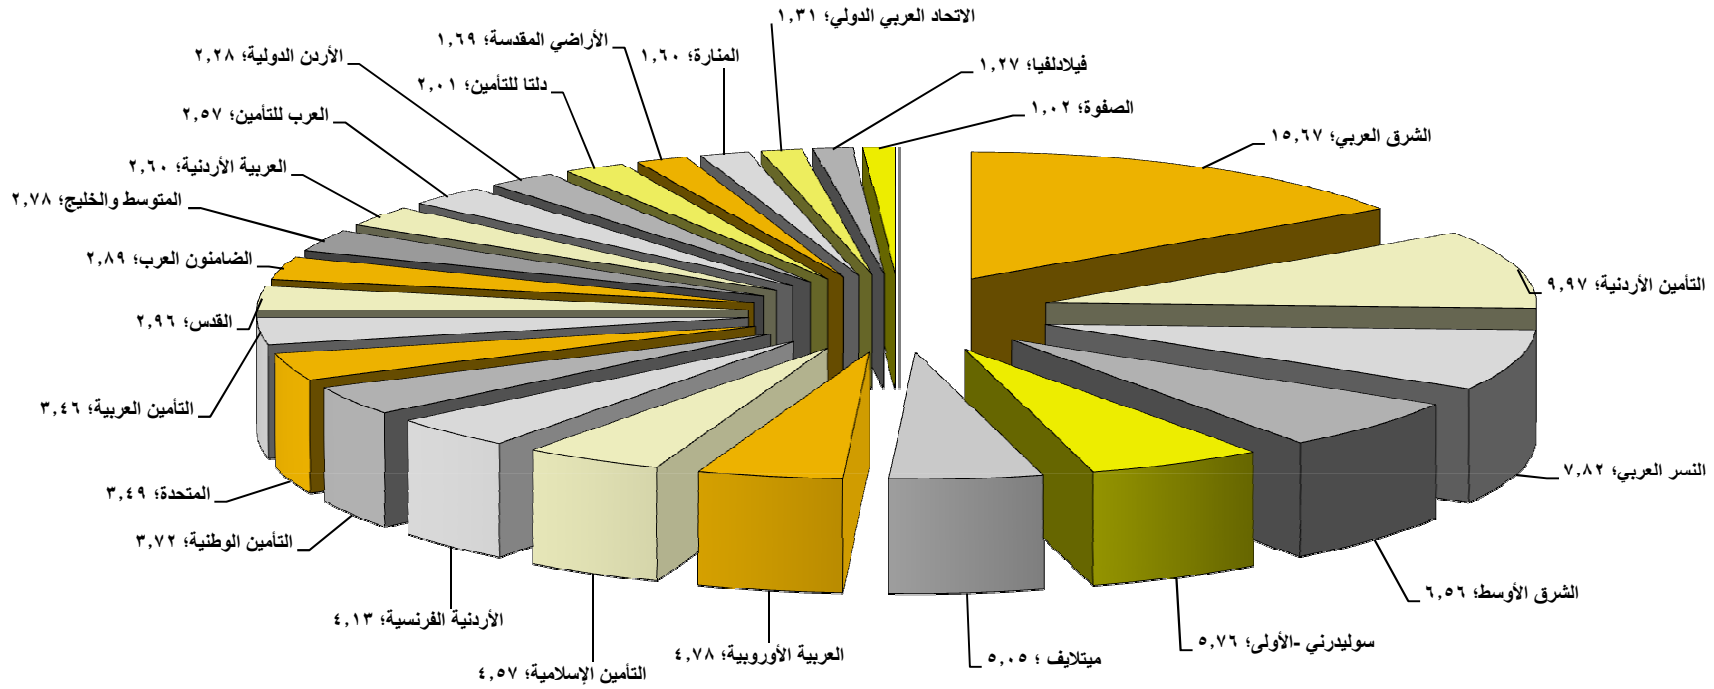 الاتحاد العربي الدولي؛ ١,٣١
الأراضي المقدسة؛ ١,٦٩
المنارة؛ ١,٦٠
الأردن الدولية؛ ٢,٢٨
فيلادلفيا؛ ١,٢٧
دلتا للتأمين؛ ٢,٠١
الصفوة؛ ١,٠٢
العرب للتأمين؛ ٢,٥٧
الشرق العربي؛ ١٥,٦٧
العربية الأردنية؛ ٢,٦٠
المتوسط والخليج؛ ٢,٧٨
الضامنون العرب؛ ٢,٨٩
التأمين الأردنية؛ ٩,٩٧
القدس؛ ٢,٩٦
التأمين العربية؛ ٣,٤٦
النسر العربي؛ ٧,٨٢
المتحدة؛ ٣,٤٩
التأمين الوطنية؛ ٣,٧٢
الشرق الأوسط؛ ٦,٥٦
الأردنية الفرنسية؛ ٤,١٣
سوليدرني -الأولى؛ ٥,٧٦
العربية الأوروبية؛ ٤,٧٨
ميتلايف ؛ ٥,٠٥
التأمين الإسلامية؛ ٤,٥٧